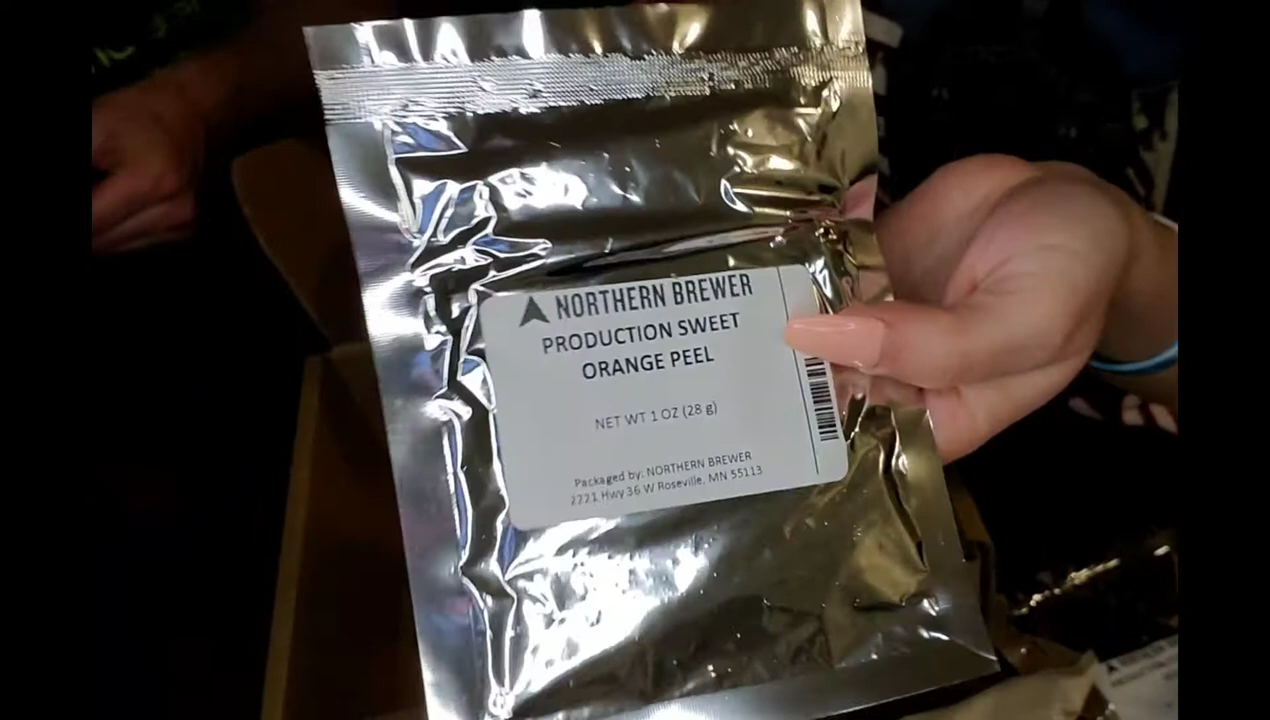 NORTHERN BREWER
PRODUCTION SWEET
ORANGE PEEL
NET WT 1 OZ (28 g)
Packaged by: NORTHERN BREWER
2221 Hwy 36 W Roseville, MN 55113